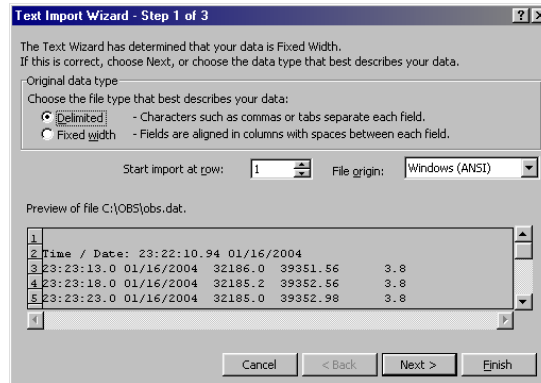 Text Import Wizard - Step 1 of 3
The Text Wizard has determined that your data is Fixed Width.
If this is correct, choose Next, or choose the data type that best describes your data.
Original data type
Choose the file type that best describes your data:
Delimited - Characters such as commas or tabs separate each field.
Fixed width - Fields are aligned in columns with spaces between each field.
Start import at row: 1 File origin: Windows (ANSI)
Preview of file C:\OBS\obs.dat.
1
2 Time / Date: 23:22:10.94 01/16/2004
3 23:23:13.0 01/16/2004 32186.0 39351.56 3.8
4 23:23:18.0 01/16/2004 32185.2 39352.56 3.8
5 23:23:23.0 01/16/2004 32185.0 39352.98 3.8
Cancel < Back Next > Finish